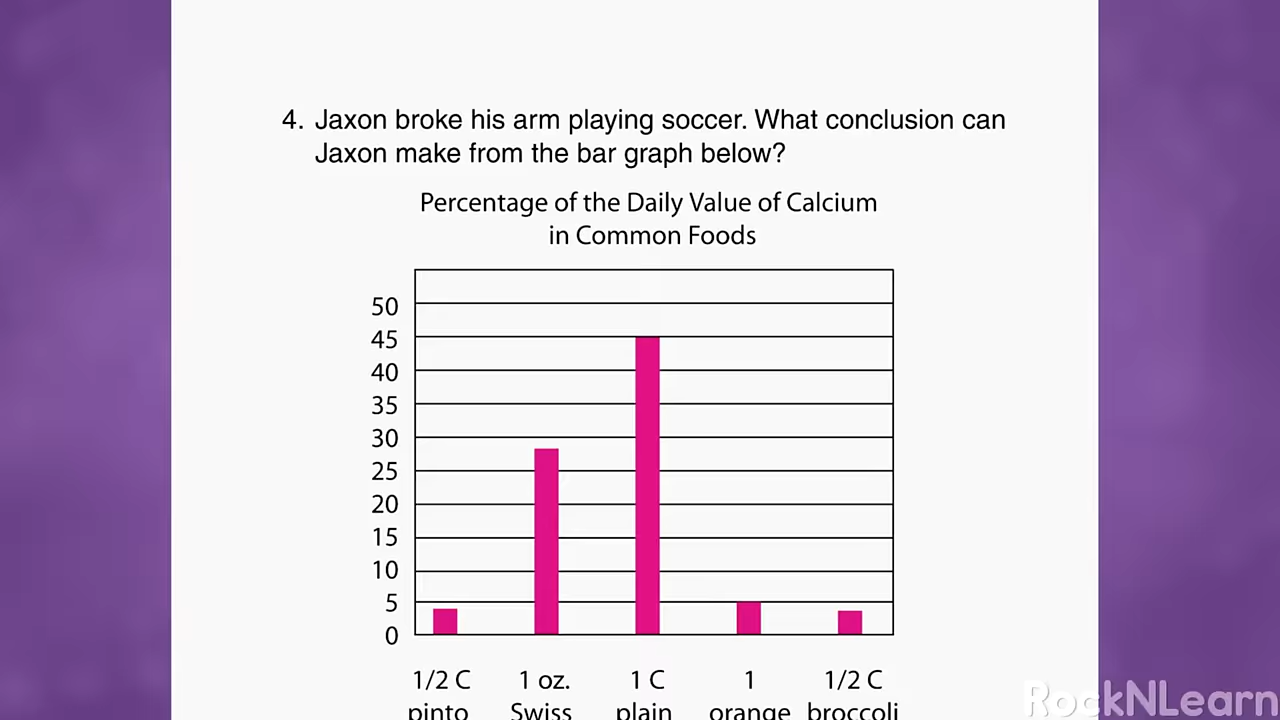 4. Jaxon broke his arm playing soccer. What conclusion can
Jaxon make from the bar graph below?
Percentage of the Daily Value of Calcium
in Common Foods
50
45
40
35
30
25
20
15
10
5
0
1/2 C 1 oz. 1 C 1 1/2 C
pinto Swiss plain orange broccoli
RockNLearn